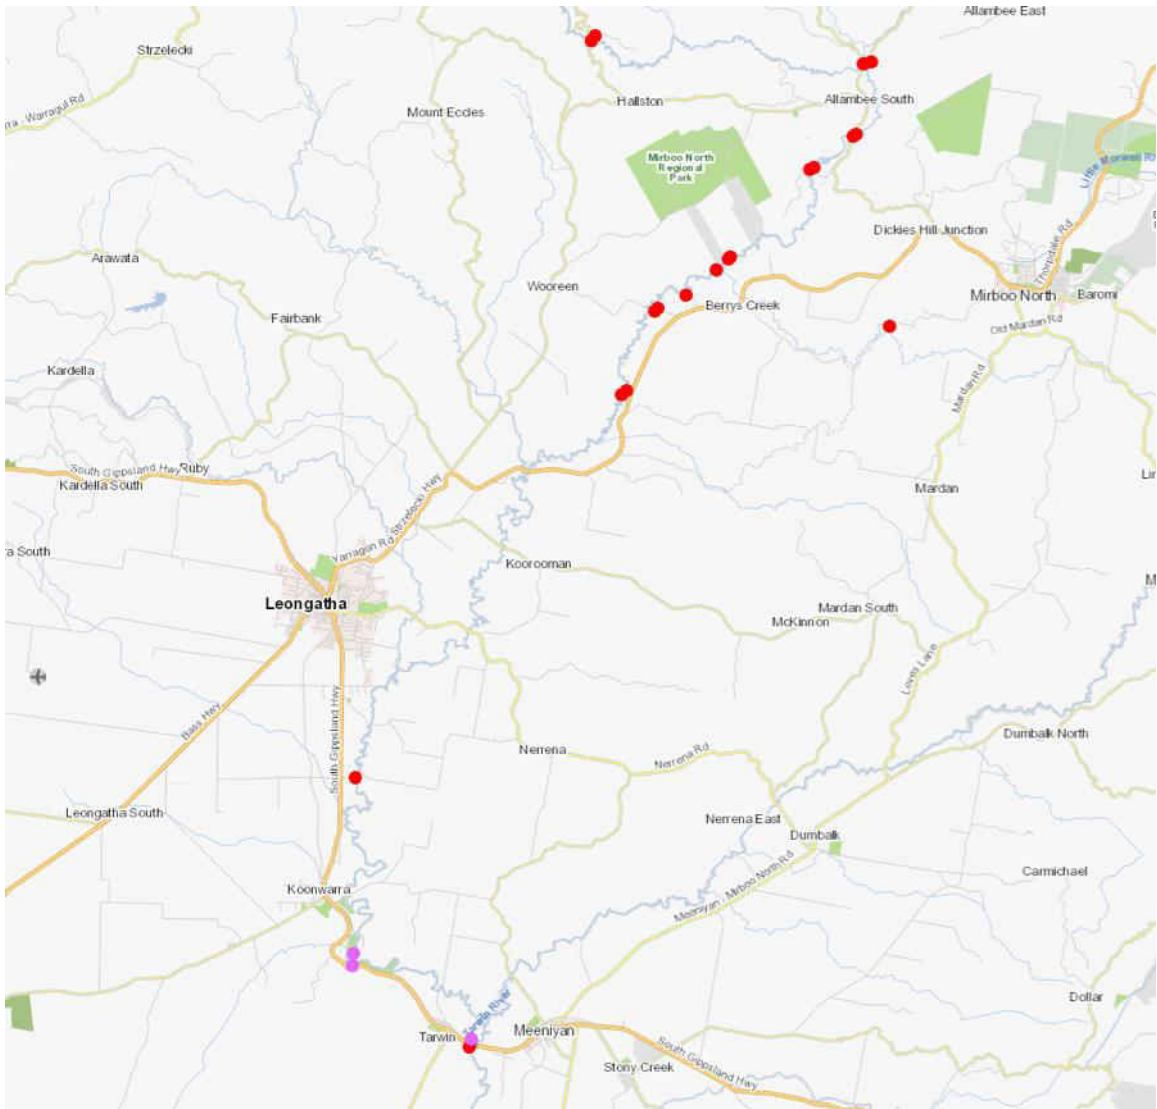 Allambee East
Strzelecki
Hallston
Allambee South
Mount Eccles
Mirboo North
Regional
Park
Dickies Hill Junction
Thorpdale Rd
Arawata
Wooreen
Mirboo North
Baromi
Berrys Creek
Fairbank
Old Mardan Rd
Kardella
Mardan Rd
South Gippsland Hwy
Ruby
Kardella South
Strzelecki Hwy
Mardan
Yarragon Rd
Koorooman
Leongatha
Mardan South
McKinnon
Loves Lane
Bass Hwy
South Gippsland Hwy
Dumbalk North
Nerrena
Nerrena Rd
Leongatha South
Nerrena East
Dumbalk
Carmichael
Koonwarra
Meeniyan - Mirboo North Rd
Dollar
Tarwin River
Tarwin
Meeniyan
South Gippsland Hwy
Stony Creek